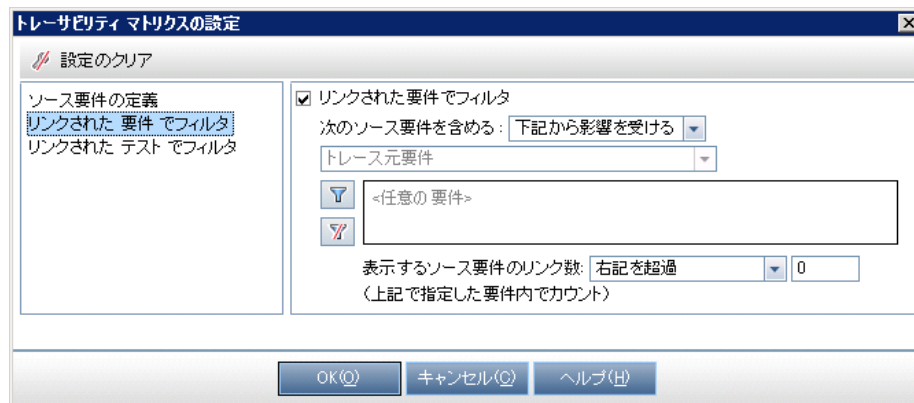 トレーサビリティ マトリクスの設定
設定のクリア
ソース要件の定義
リンクされた 要件 でフィルタ
リンクされた テスト でフィルタ
リンクされた要件でフィルタ
次のソース要件を含める: 下記から影響を受ける
トレース元要件
<任意の 要件>
表示するソース要件のリンク数: 右記を超過 0
(上記で指定した要件内でカウント)
OK(O) キャンセル(C) ヘルプ(H)